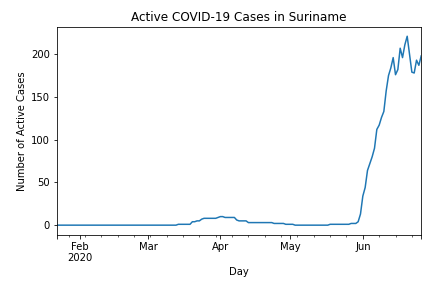 Active COVID-19 Cases in Suriname
Number of Active Cases
200
150
100
50
0
Feb
2020
Mar
Apr
May
Jun
Day